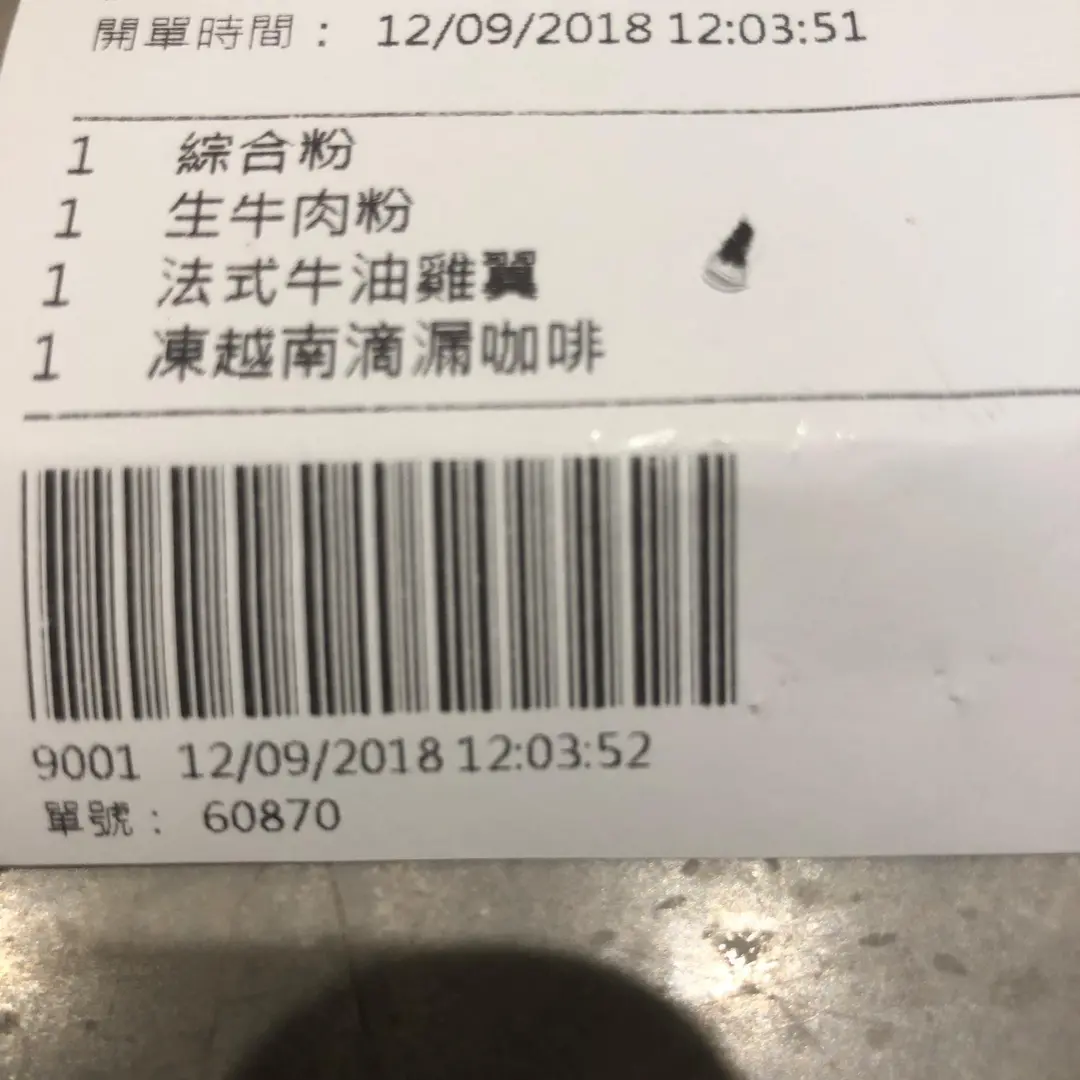 開單時間： 12/09/2018 12:03:51
1 綜合粉
1 生牛肉粉
1 法式牛油雞翼
1 凍越南滴漏咖啡
9001 12/09/2018 12:03:52
單號： 60870